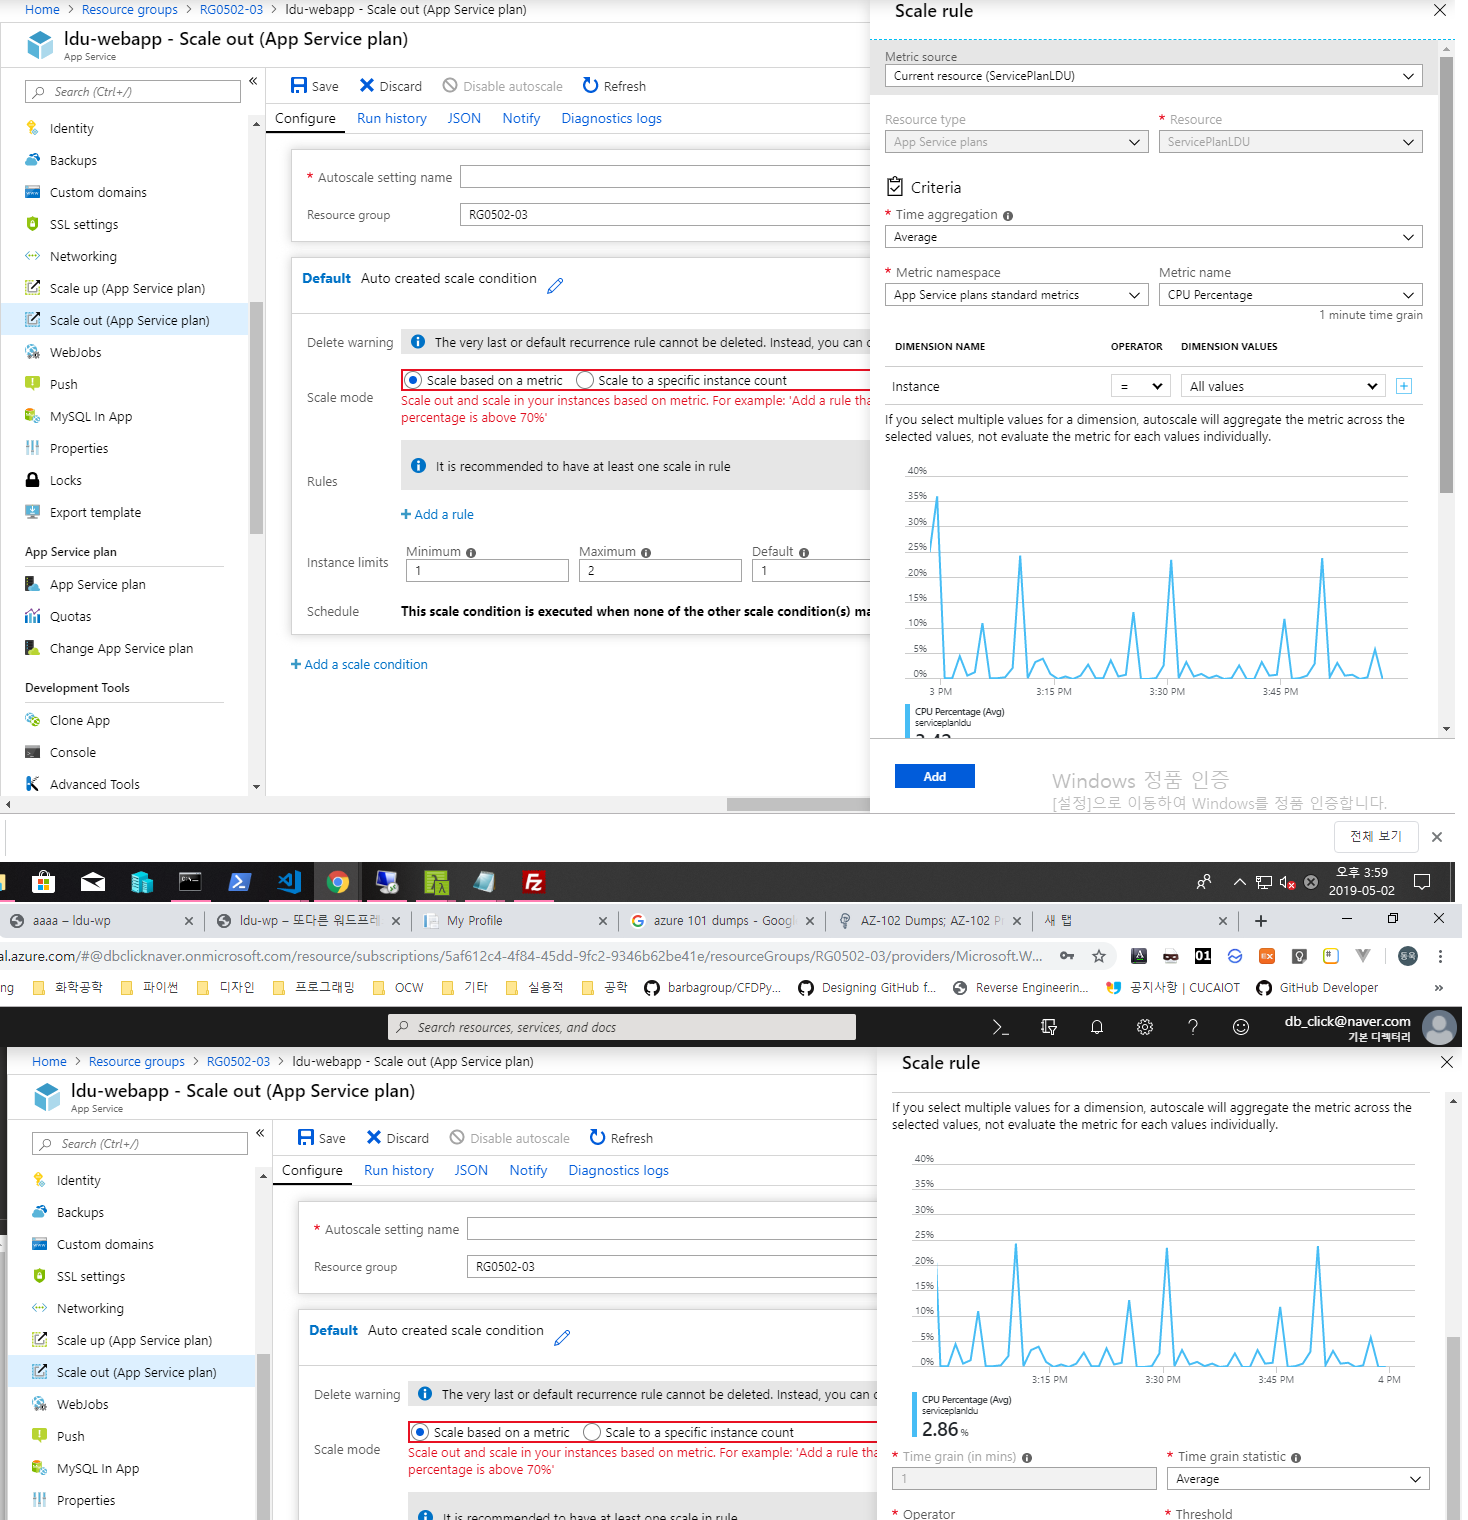 Home > Resource groups > RG0502-03 > ldu-webapp - Scale out (App Service plan)
ldu-webapp - Scale out (App Service plan)
App Service
Search (Ctrl+/)
«
Identity
Backups
Custom domains
SSL settings
Networking
Scale up (App Service plan)
Scale out (App Service plan)
WebJobs
Push
MySQL In App
Properties
Locks
Export template
App Service plan
App Service plan
Quotas
Change App Service plan
Development Tools
Clone App
Console
Advanced Tools
Save Discard Disable autoscale Refresh
Configure Run history JSON Notify Diagnostics logs
* Autoscale setting name
Resource group RG0502-03
Default Auto created scale condition
Delete warning The very last or default recurrence rule cannot be deleted. Instead, you can
Scale mode Scale based on a metric Scale to a specific instance count
Scale out and scale in your instances based on metric. For example: 'Add a rule
percentage is above 70%'
Rules It is recommended to have at least one scale in rule
+ Add a rule
Instance limits Minimum Maximum Default
1 2 1
Schedule This scale condition is executed when none of the other scale condition(s)
+ Add a scale condition
Scale rule
Metric source
Current resource (ServicePlanLDU)
Resource type * Resource
App Service plans ServicePlanLDU
Criteria
* Time aggregation
Average
* Metric namespace Metric name
App Service plans standard metrics CPU Percentage
1 minute time grain
DIMENSION NAME OPERATOR DIMENSION VALUES
Instance = All values +
If you select multiple values for a dimension, autoscale will aggregate the metric across the
selected values, not evaluate the metric for each values individually.
40%
35%
30%
25%
20%
15%
10%
5%
0%
3 PM 3:15 PM 3:30 PM 3:45 PM
CPU Percentage (Avg)
serviceplanldu
Add
Windows 정품 인증
[설정]으로 이동하여 Windows를 정품 인증합니다.
전체 보기
오후 3:59
2019-05-02
aaaa – ldu-wp
ldu-wp – 또다른 워드프레
My Profile
azure 101 dumps - Googl
AZ-102 Dumps; AZ-102 P
새 탭
al.azure.com/#@dbclicknaver.onmicrosoft.com/resource/subscriptions/5af612c4-4f84-45dd-9fc2-9346b62be41e/resourceGroups/RG0502-03/providers/Microsoft.W...
ng 화학공학 파이썬 디자인 프로그래밍 OCW 기타 실용적 공학 barbagroup/CFDPy... Designing GitHub f... Reverse Engineerin... 공지사항 | CUCAIOT GitHub Developer »
Search resources, services, and docs
db_click@naver.com
기본 디렉터리
Home > Resource groups > RG0502-03 > ldu-webapp - Scale out (App Service plan)
ldu-webapp - Scale out (App Service plan)
App Service
Search (Ctrl+/)
«
Identity
Backups
Custom domains
SSL settings
Networking
Scale up (App Service plan)
Scale out (App Service plan)
WebJobs
Push
MySQL In App
Properties
Save Discard Disable autoscale Refresh
Configure Run history JSON Notify Diagnostics logs
* Autoscale setting name
Resource group RG0502-03
Default Auto created scale condition
Delete warning The very last or default recurrence rule cannot be deleted. Instead, you can
Scale mode Scale based on a metric Scale to a specific instance count
Scale out and scale in your instances based on metric. For example: 'Add a rule
percentage is above 70%'
It is recommended to have at least one scale in rule
Scale rule
If you select multiple values for a dimension, autoscale will aggregate the metric across the
selected values, not evaluate the metric for each values individually.
40%
35%
30%
25%
20%
15%
10%
5%
0%
3:15 PM 3:30 PM 3:45 PM 4 PM
CPU Percentage (Avg)
serviceplanldu
2.86 %
* Time grain (in mins) * Time grain statistic
1 Average
* Operator * Threshold